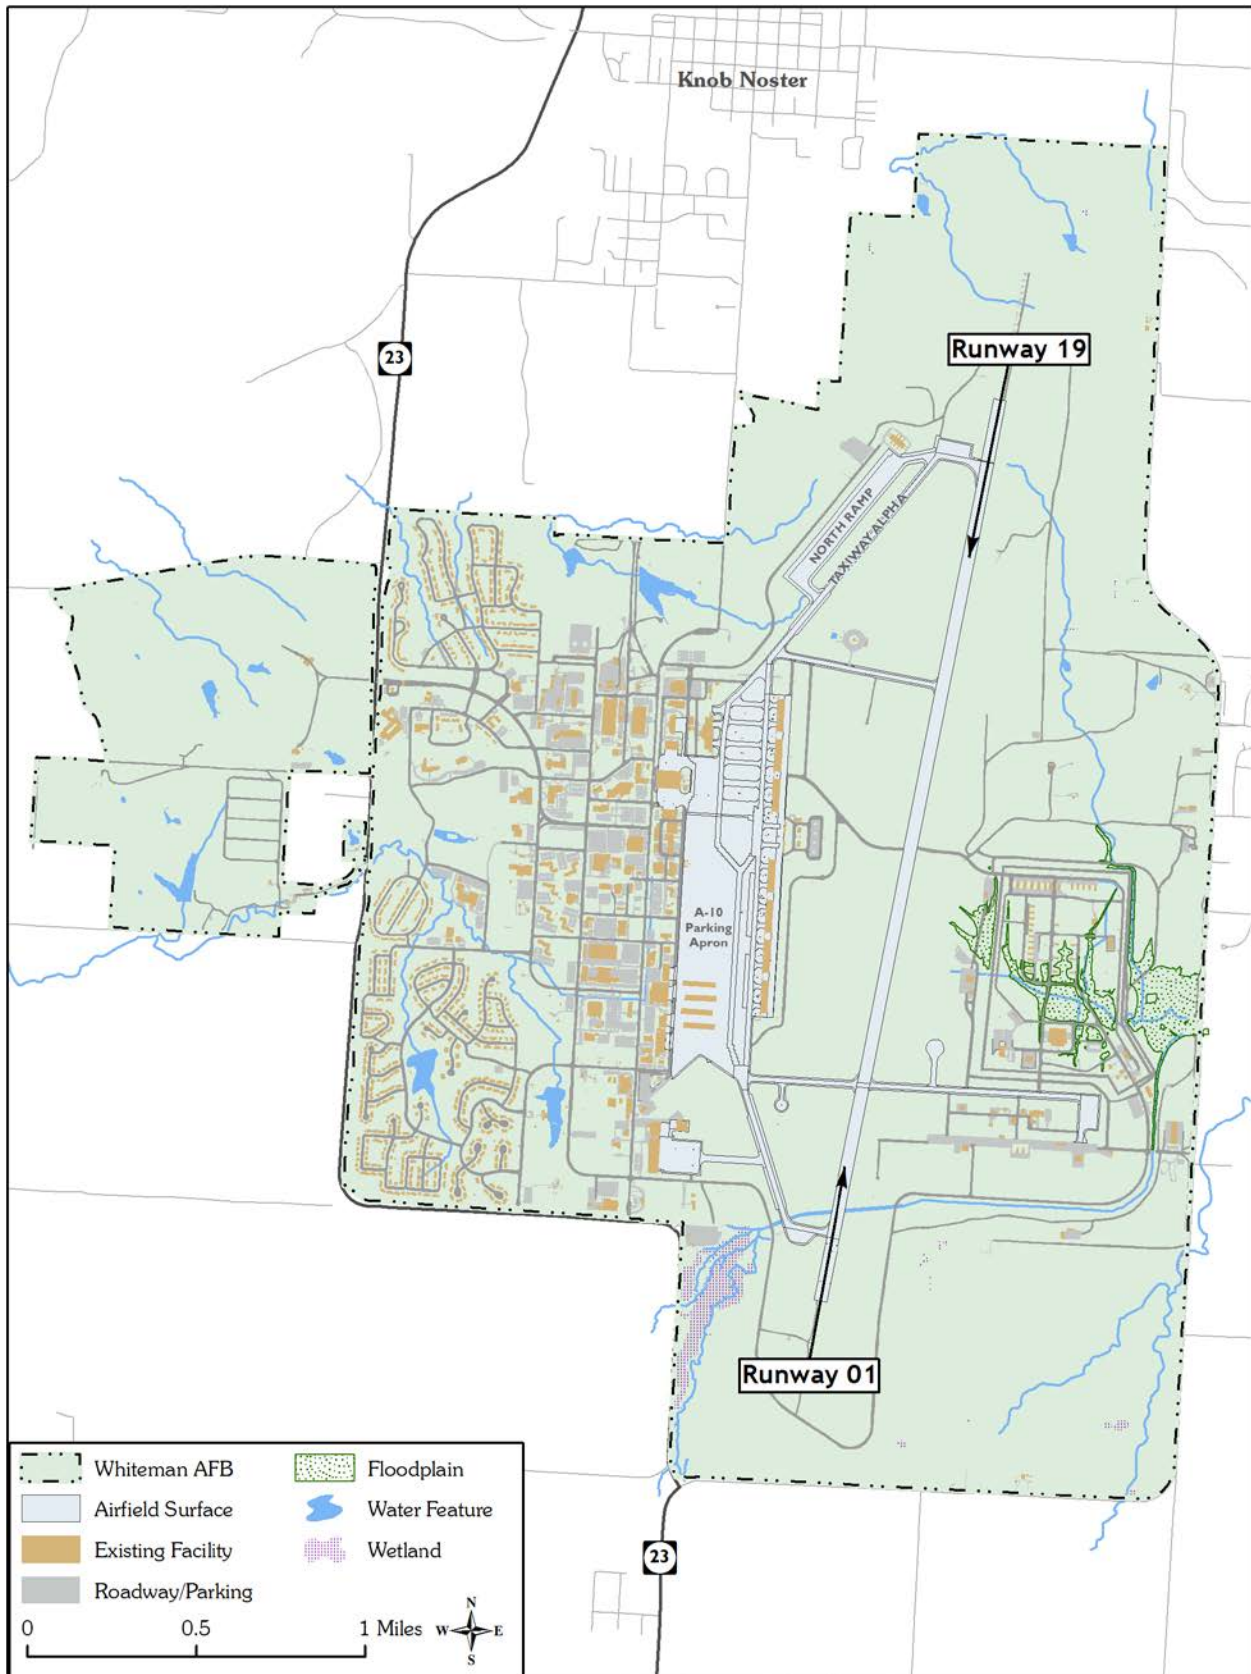 Knob Noster
23
Runway 19
NORTH RAMP
TAXIWAY ALPHA
A-10
Parking
Apron
Runway 01
Whiteman AFB
Floodplain
Airfield Surface
Water Feature
Existing Facility
Wetland
Roadway/Parking
0 0.5 1 Miles
N
W E
S
23